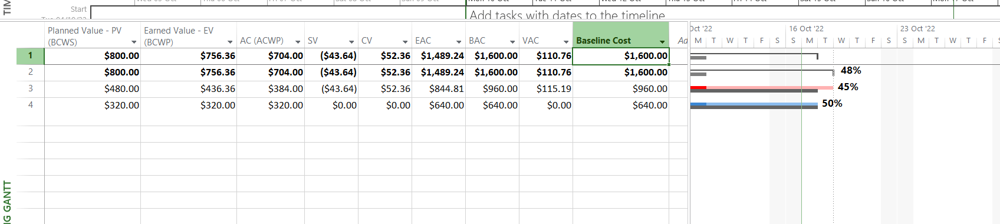 Start
Add tasks with dates to the timeline
Planned Value - PV (BCWS) Earned Value - EV (BCWP) AC (ACWP) SV CV EAC BAC VAC Baseline Cost Ad
Oct '22 16 Oct '22 23 Oct '22
M T W T F S S M T W T F S S M T W T F S
1 $800.00 $756.36 $704.00 ($43.64) $52.36 $1,489.24 $1,600.00 $110.76 $1,600.00
2 $800.00 $756.36 $704.00 ($43.64) $52.36 $1,489.24 $1,600.00 $110.76 $1,600.00 48%
3 $480.00 $436.36 $384.00 ($43.64) $52.36 $844.81 $960.00 $115.19 $960.00 45%
4 $320.00 $320.00 $320.00 $0.00 $0.00 $640.00 $640.00 $0.00 $640.00 50%
TIM
NG GANTT